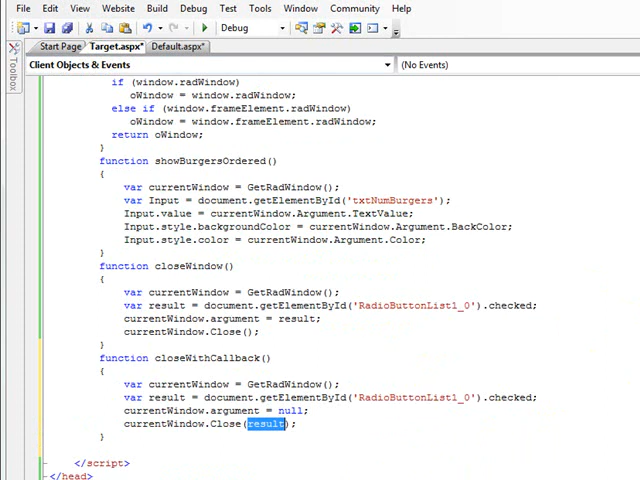 File Edit View Website Build Debug Test Tools Window Community Help
Debug
Start Page Target.aspx* Default.aspx*
Client Objects & Events (No Events)
Toolbox
if (window.radWindow)
oWindow = window.radWindow;
else if (window.frameElement.radWindow)
oWindow = window.frameElement.radWindow;
return oWindow;
}
function showBurgersOrdered()
{
var currentWindow = GetRadWindow();
var Input = document.getElementById('txtNumBurgers');
Input.value = currentWindow.Argument.TextValue;
Input.style.backgroundColor = currentWindow.Argument.BackColor;
Input.style.color = currentWindow.Argument.Color;
}
function closeWindow()
{
var currentWindow = GetRadWindow();
var result = document.getElementById('RadioButtonList1_0').checked;
currentWindow.argument = result;
currentWindow.Close();
}
function closeWithCallback()
{
var currentWindow = GetRadWindow();
var result = document.getElementById('RadioButtonList1_0').checked;
currentWindow.argument = null;
currentWindow.Close(result);
}
</script>
</head>